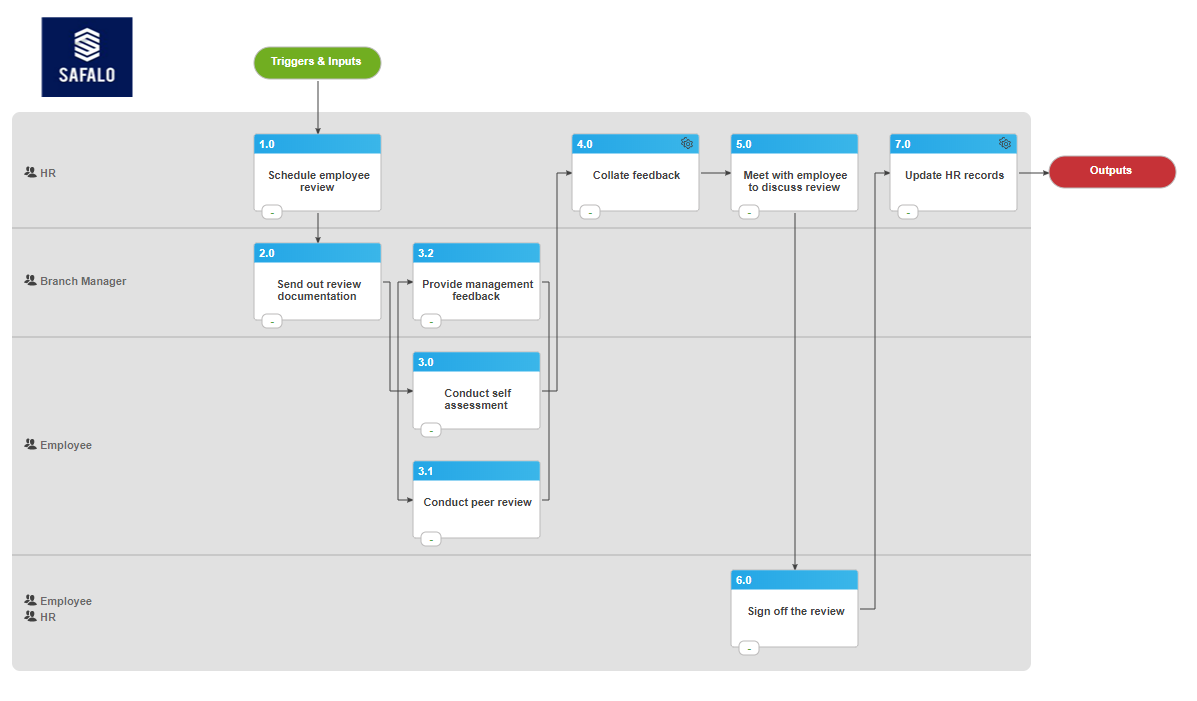 SAFALO
Triggers & Inputs
HR
1.0
Schedule employee
review
-
4.0
Collate feedback
-
5.0
Meet with employee
to discuss review
-
7.0
Update HR records
-
Outputs
Branch Manager
2.0
Send out review
documentation
-
3.2
Provide management
feedback
-
Employee
3.0
Conduct self
assessment
-
3.1
Conduct peer review
-
Employee
HR
6.0
Sign off the review
-